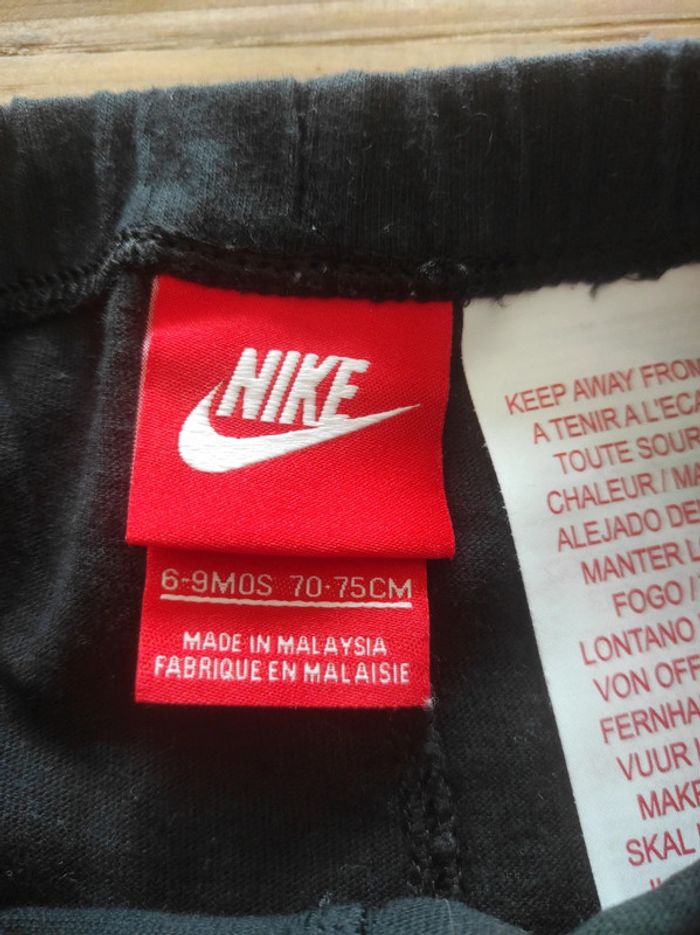 NIKE
6-9MOS 70-75CM
MADE IN MALAYSIA
FABRIQUE EN MALAISIE
KEEP AWAY FROM
A TENIR A L'ECA
TOUTE SOUR
CHALEUR / MA
ALEJADO DE
MANTER L
FOGO /
LONTANO
VON OFF
FERNHA
VUUR
MAKE
SKAL